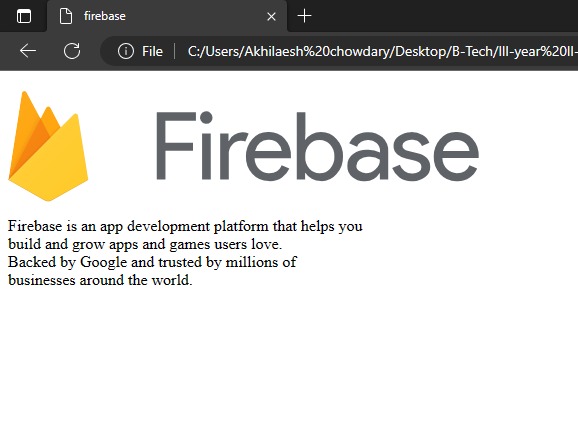 firebase
File
C:/Users/Akhilaesh%20chowdary/Desktop/B-Tech/III-year%20II-
Firebase
Firebase is an app development platform that helps you
build and grow apps and games users love.
Backed by Google and trusted by millions of
businesses around the world.